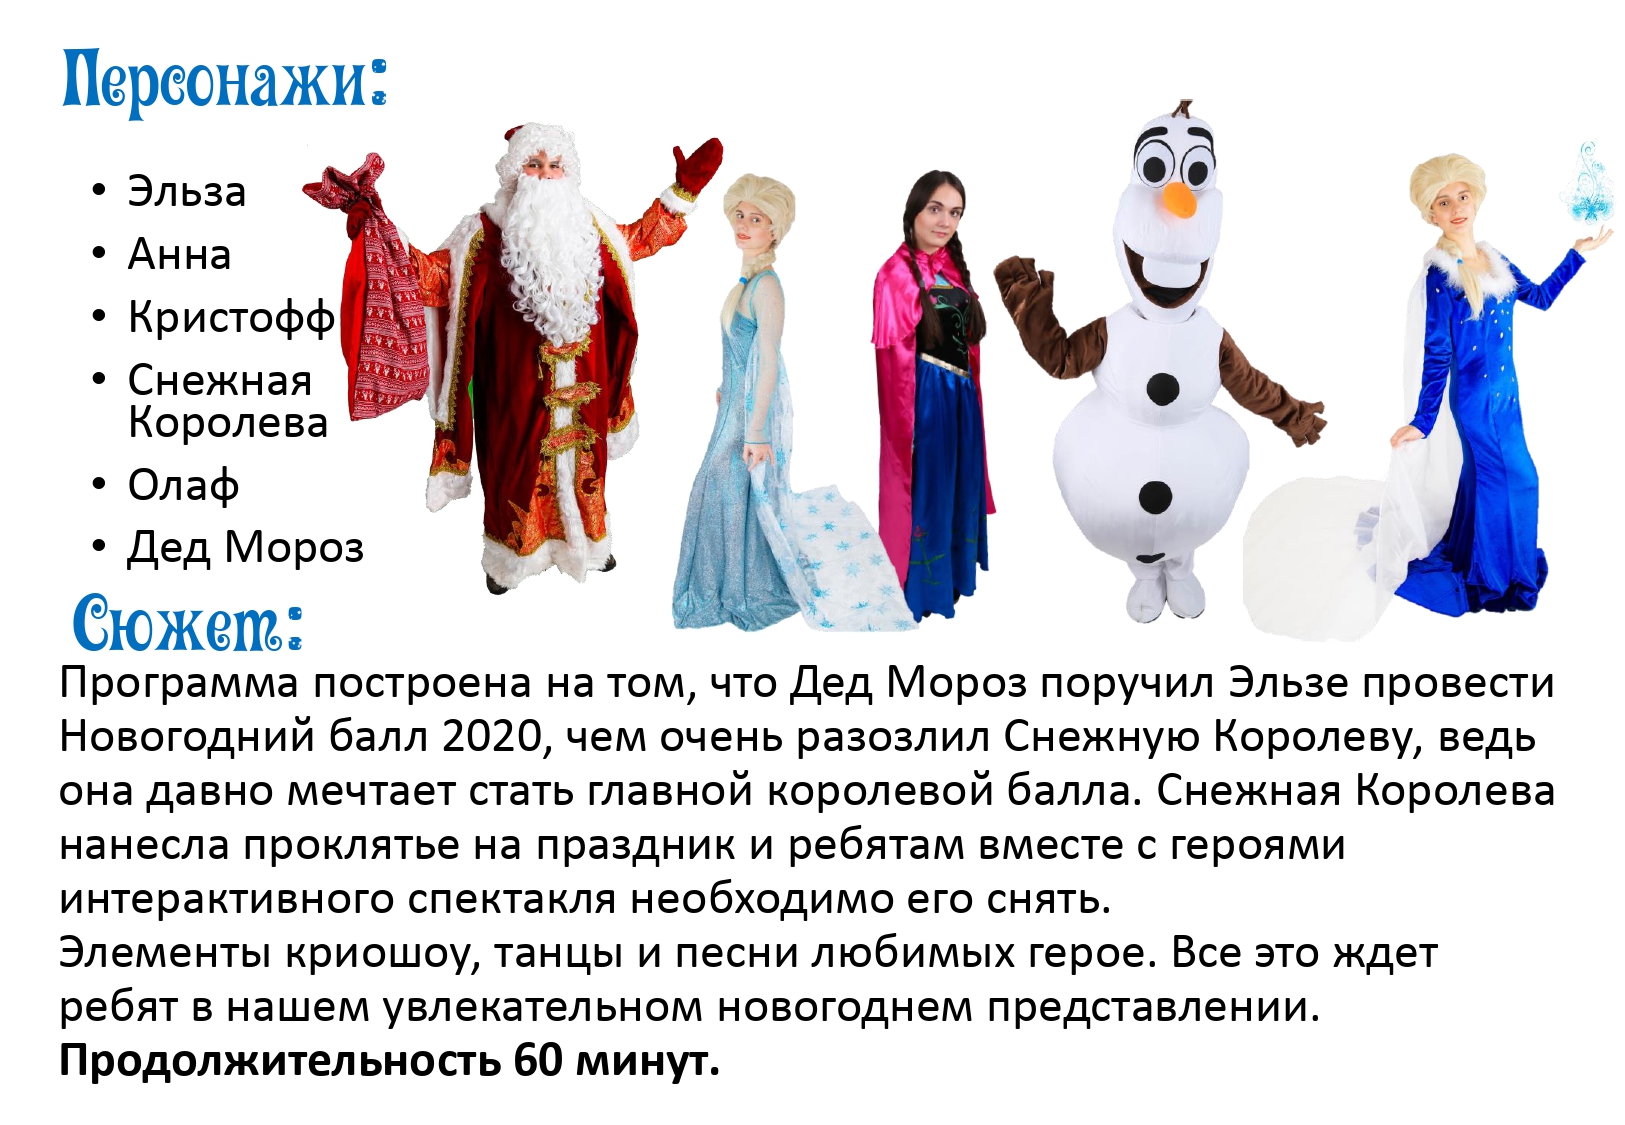 Персонажи:
• Эльза
• Анна
• Кристофф
• Снежная
Королева
• Олаф
• Дед Мороз
Сюжет:
Программа построена на том, что Дед Мороз поручил Эльзе провести
Новогодний балл 2020, чем очень разозлил Снежную Королеву, ведь
она давно мечтает стать главной королевой балла. Снежная Королева
нанесла проклятье на праздник и ребятам вместе с героями
интерактивного спектакля необходимо его снять.
Элементы криошоу, танцы и песни любимых герое. Все это ждет
ребят в нашем увлекательном новогоднем представлении.
Продолжительность 60 минут.